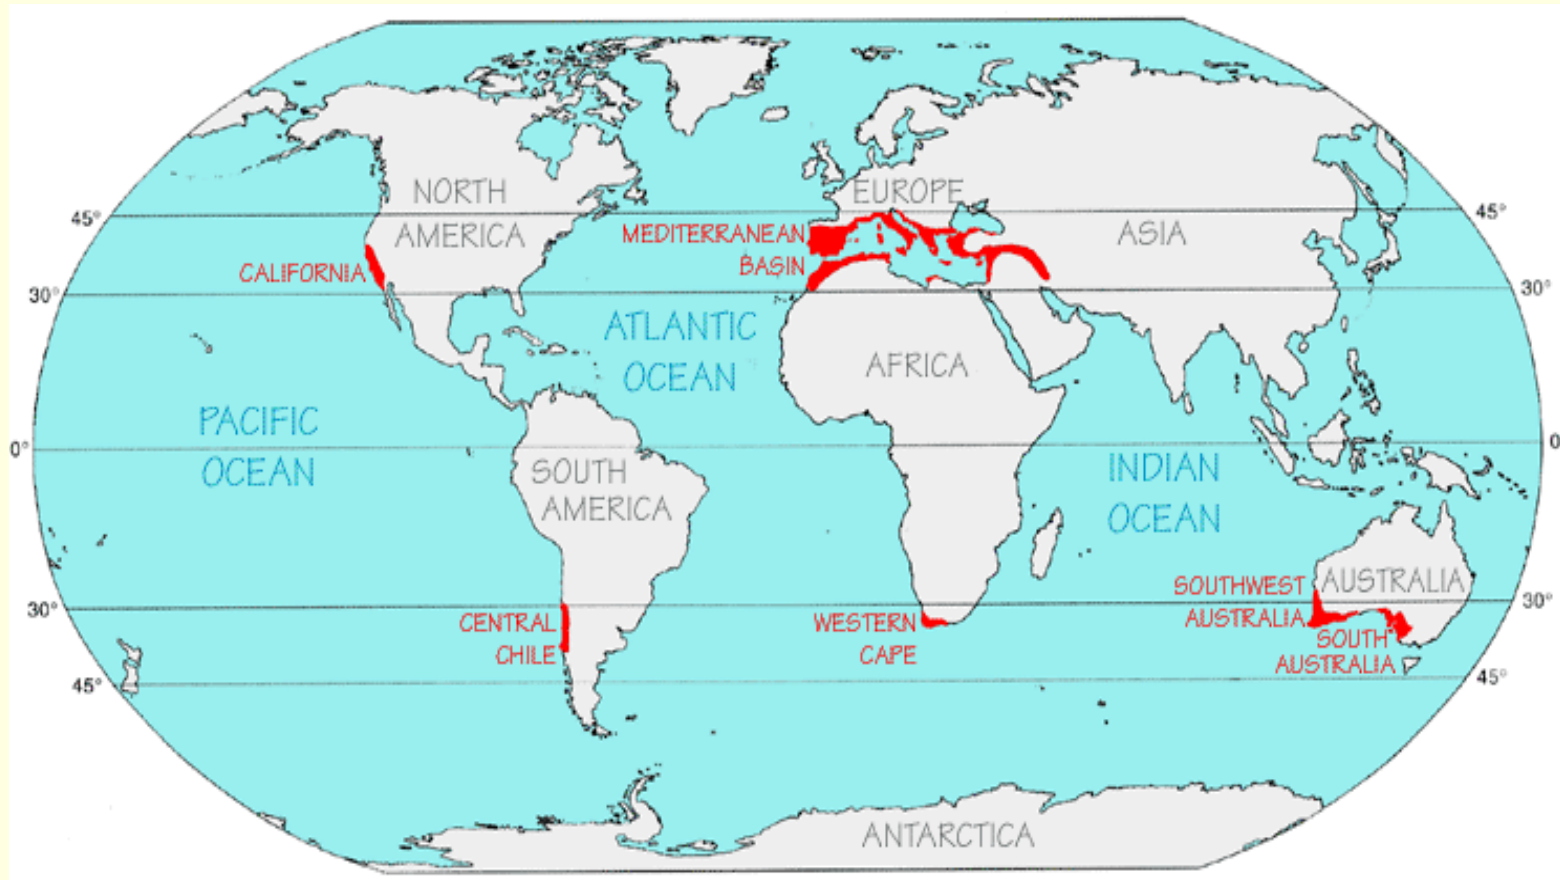 NORTH
AMERICA
EUROPE
ASIA
45°
45°
MEDITERRANEAN
BASIN
CALIFORNIA
30°
30°
ATLANTIC
OCEAN
AFRICA
PACIFIC
OCEAN
0°
0
SOUTH
AMERICA
INDIAN
OCEAN
SOUTHWEST
AUSTRALIA
AUSTRALIA
30°
30°
CENTRAL
CHILE
WESTERN
CAPE
SOUTH
AUSTRALIA
45°
45°
ANTARCTICA